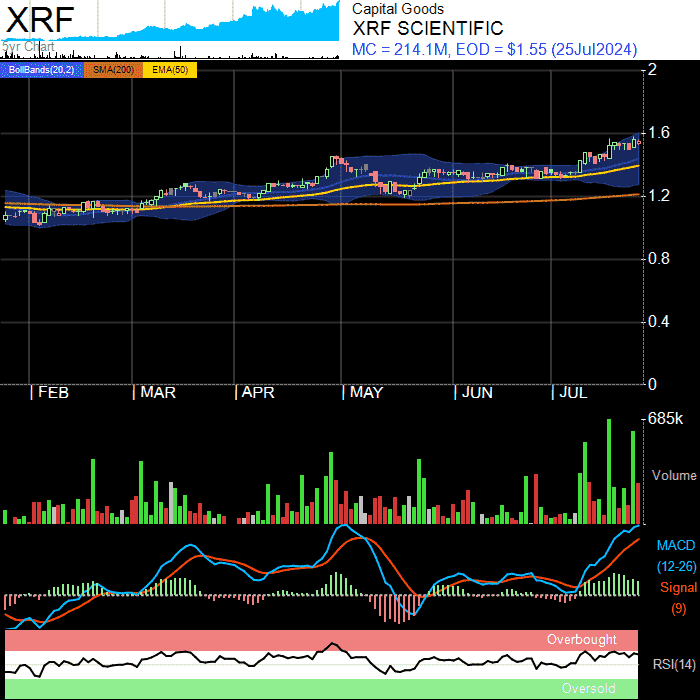 XRF
5yr Chart
Capital Goods
XRF SCIENTIFIC
MC = 214.1M, EOD = $1.55 (25Jul2024)
BollBands(20,2) SMA(200) EMA(50)
2
1.6
1.2
0.8
0.4
0
FEB MAR APR MAY JUN JUL
685k
Volume
MACD
(12-26)
Signal
(9)
Overbought
RSI(14)
Oversold